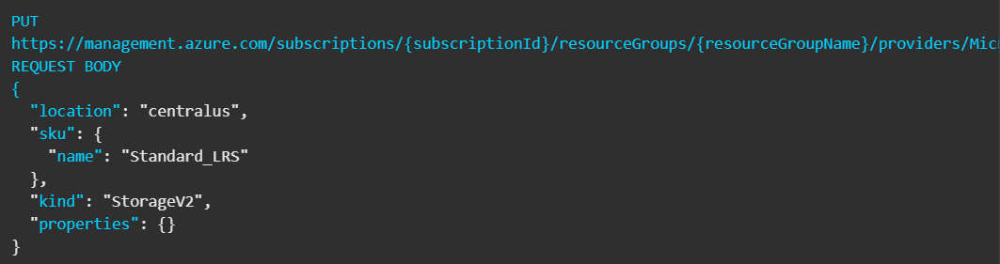 PUT
https://management.azure.com/subscriptions/{subscriptionId}/resourceGroups/{resourceGroupName}/providers/Micr
REQUEST BODY
{
  "location": "centralus",
  "sku": {
    "name": "Standard_LRS"
  },
  "kind": "StorageV2",
  "properties": {}
}